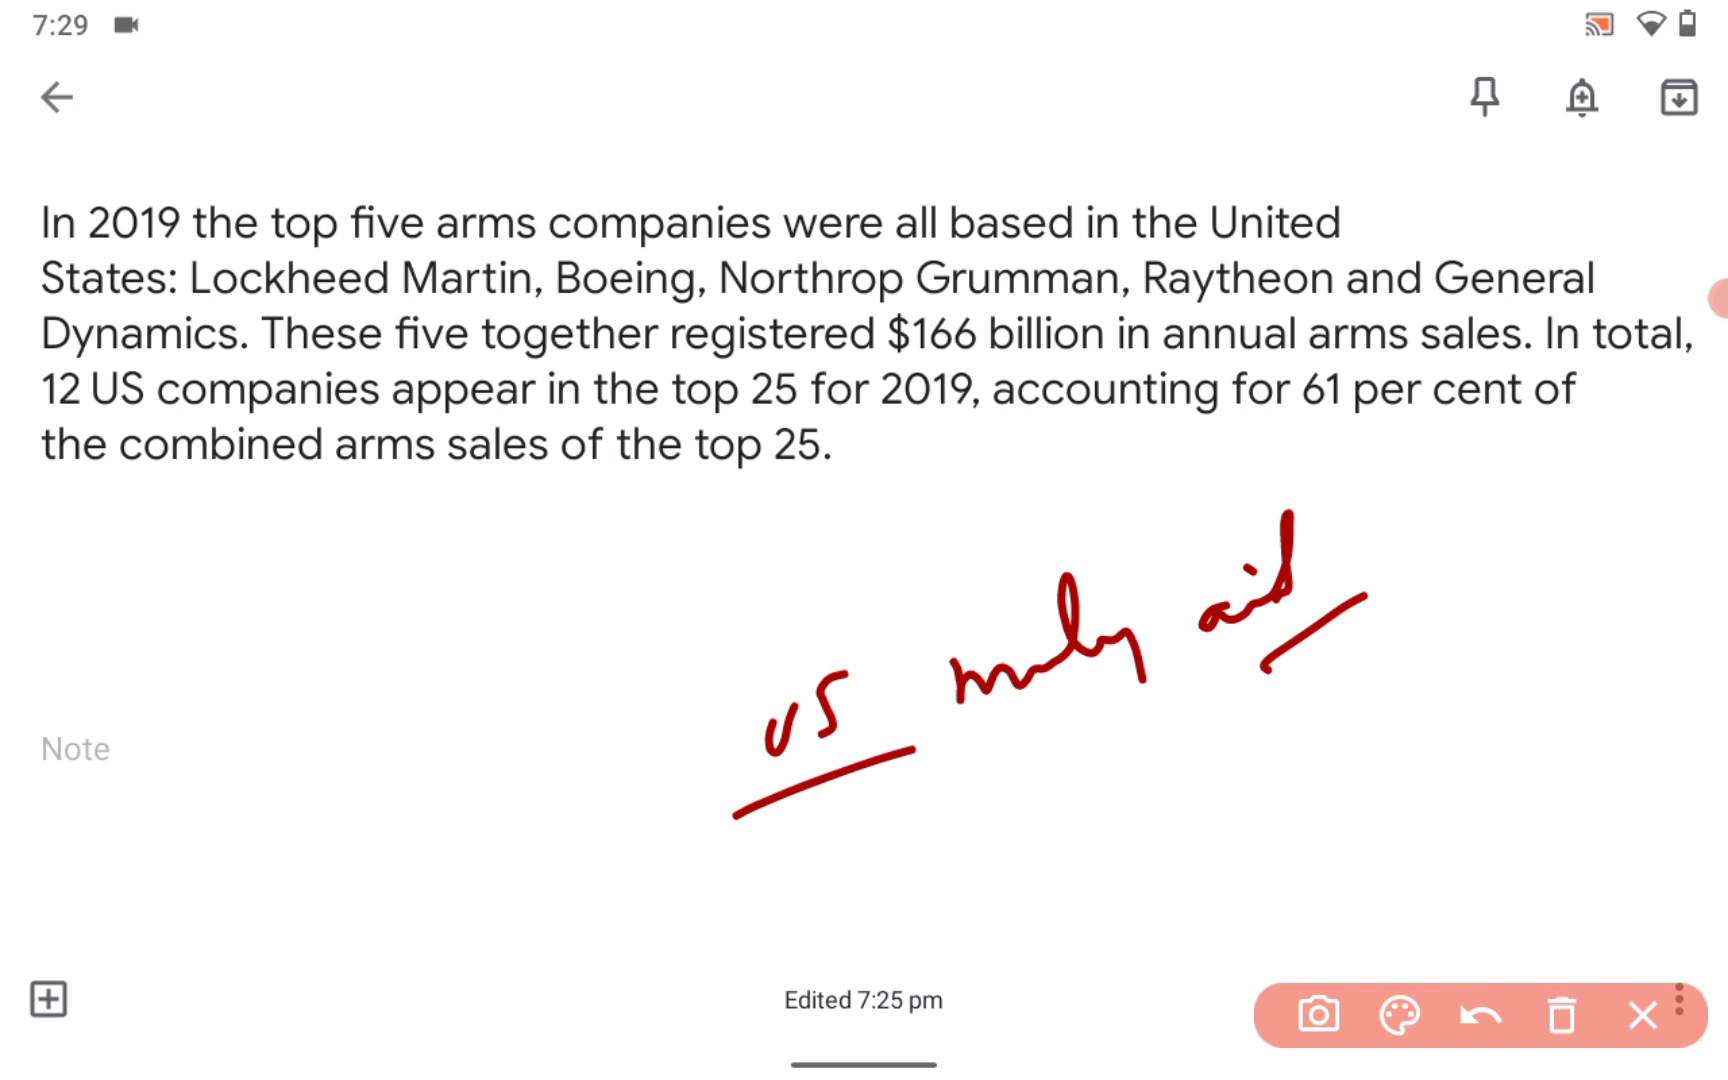 7:29
In 2019 the top five arms companies were all based in the United
States: Lockheed Martin, Boeing, Northrop Grumman, Raytheon and General
Dynamics. These five together registered $166 billion in annual arms sales. In total,
12 US companies appear in the top 25 for 2019, accounting for 61 per cent of
the combined arms sales of the top 25.
US aid
Note
Edited 7:25 pm